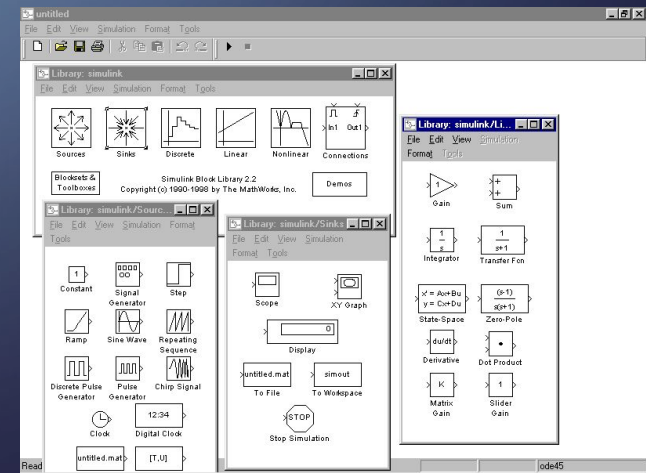 untitled
File Edit View Simulation Format Tools
Library: simulink
File Edit View Simulation Format Tools
Sources Sinks Discrete Linear Nonlinear Connections
In1 Out1
Blocksets & Toolboxes
Simulink Block Library 2.2
Copyright (c) 1990-1998 by The MathWorks, Inc.
Demos
Library: simulink/Sourc...
File Edit View Simulation Format
Tools
1
Constant
Signal Generator
Step
Ramp
Sine Wave
Repeating Sequence
Discrete Pulse Generator
Pulse Generator
Chirp Signal
Clock
12:34
Digital Clock
untitled.mat
[T,U]
Library: simulink/Sinks
File Edit View Simulation
Format Tools
Scope
XY Graph
0
Display
untitled.mat
To File
simout
To Workspace
STOP
Stop Simulation
Library: simulink/Li...
File Edit View Simulation
Format Tools
1
Gain
+
+
Sum
1
s
Integrator
1
s+1
Transfer Fcn
x' = Ax+Bu
y = Cx+Du
State-Space
(s-1)
s(s+1)
Zero-Pole
du/dt
Derivative
Dot Product
K
Matrix Gain
1
Slider Gain
Read
ode45